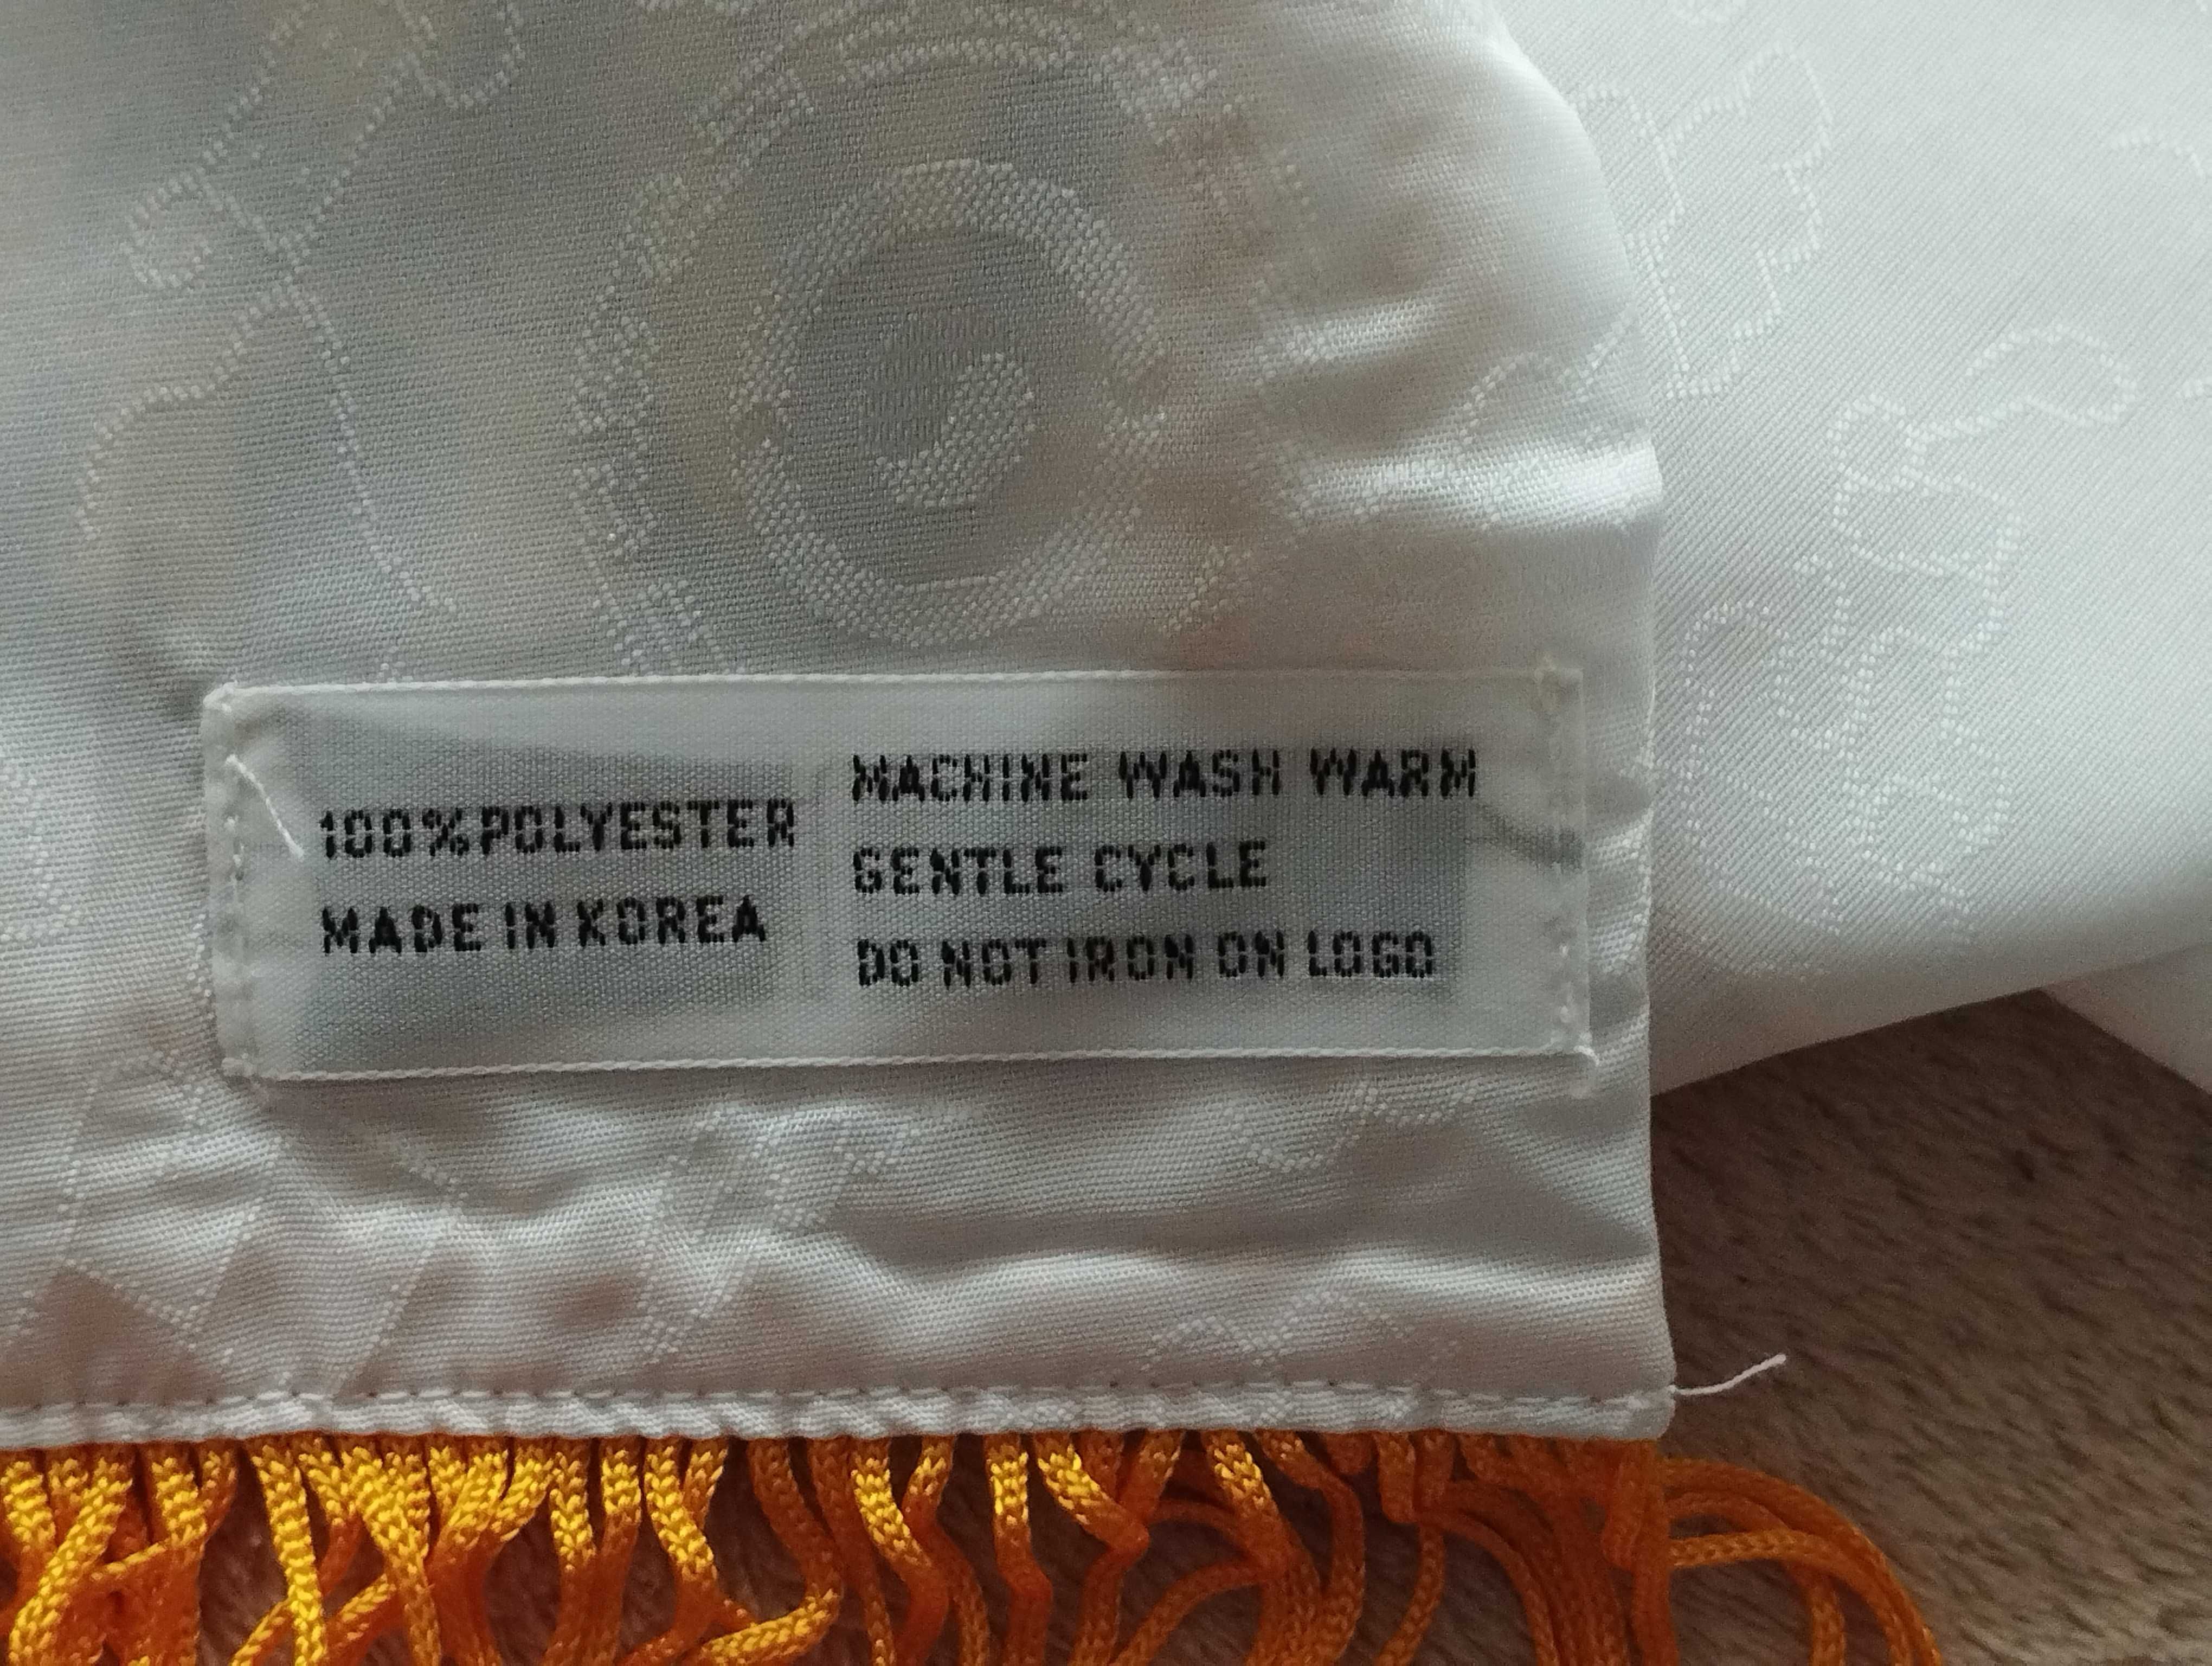 100%POLYESTER
MADE IN KOREA
MACHINE WASH WARM
GENTLE CYCLE
DO NOT IRON ON LOGO